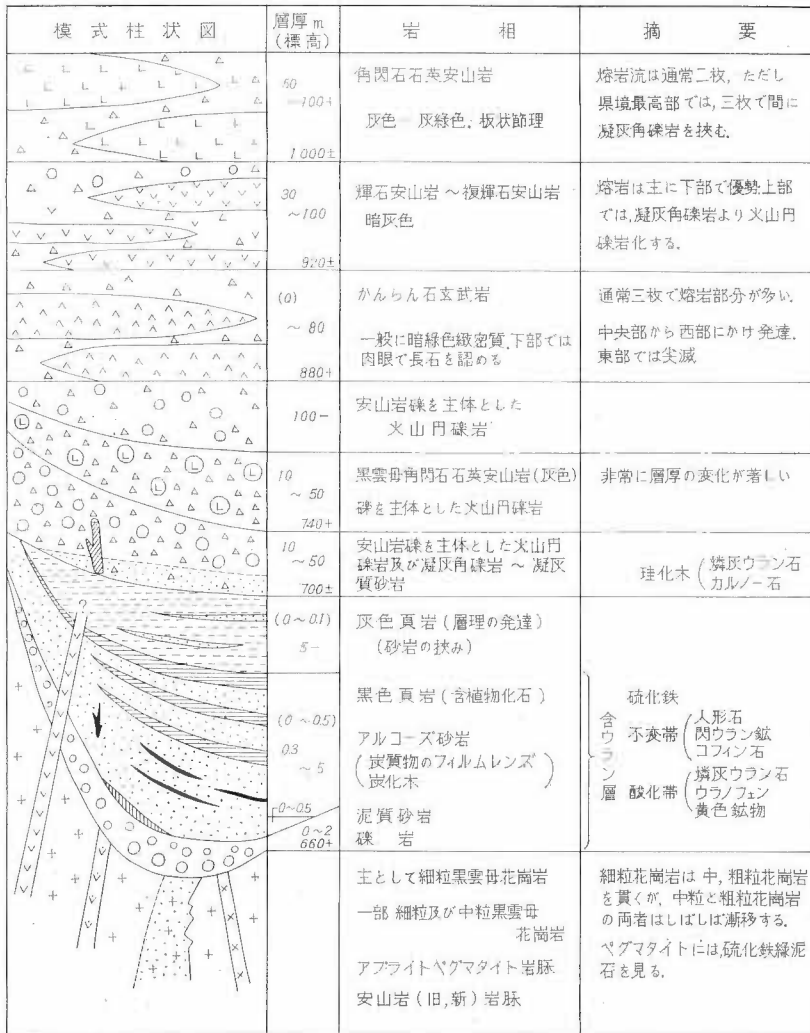 模式柱状図
層厚m
(標高)
岩相
摘要
60
~100+
1000±
角閃石石英安山岩
灰色~灰緑色, 板状節理
熔岩流は通常二枚, ただし
県境最高部では, 三枚で間に
凝灰角礫岩を挟む.
30
~100
920±
輝石安山岩~複輝石安山岩
暗灰色
熔岩は主に下部で優勢,上部
では, 凝灰角礫岩より火山円
礫岩化する.
(0)
~80
880+
かんらん石玄武岩
一般に暗緑色緻密質,下部では
肉眼で長石を認める
通常三枚で熔岩部分が多い.
中央部から西部にかけ発達.
東部では尖滅
100-
安山岩礫を主体とした
火山円礫岩
10
~50
740+
黒雲母角閃石石英安山岩(灰色)
礫を主体とした火山円礫岩
非常に層厚の変化が著しい
10
~50
700±
安山岩礫を主体とした火山円
礫岩及び凝灰角礫岩~凝灰
質砂岩
珪化木(燐灰ウラン石
カルノー石
(0~0.1)
5-
灰色頁岩(層理の発達)
(砂岩の挟み)
(0~0.5)
0.3
~5
黒色頁岩(含植物化石)
アルコーズ砂岩
(炭質物のフィルムレンズ
炭化木)
0~0.5
泥質砂岩
0~2
660+
礫岩
含ウラン層
硫化鉄
不変帯(人形石
閃ウラン鉱
コフィン石
酸化帯(燐灰ウラン石
ウラノフェン
黄色鉱物
?
主として細粒黒雲母花崗岩
一部細粒及び中粒黒雲母
花崗岩
アプライトペグマタイト岩脈
安山岩(旧,新)岩脈
細粒花崗岩は中, 粗粒花崗岩
を貫くが, 中粒と粗粒花崗岩
の両者はしばしば漸移する.
ペグマタイトには,硫化鉄緑泥
石を見る.